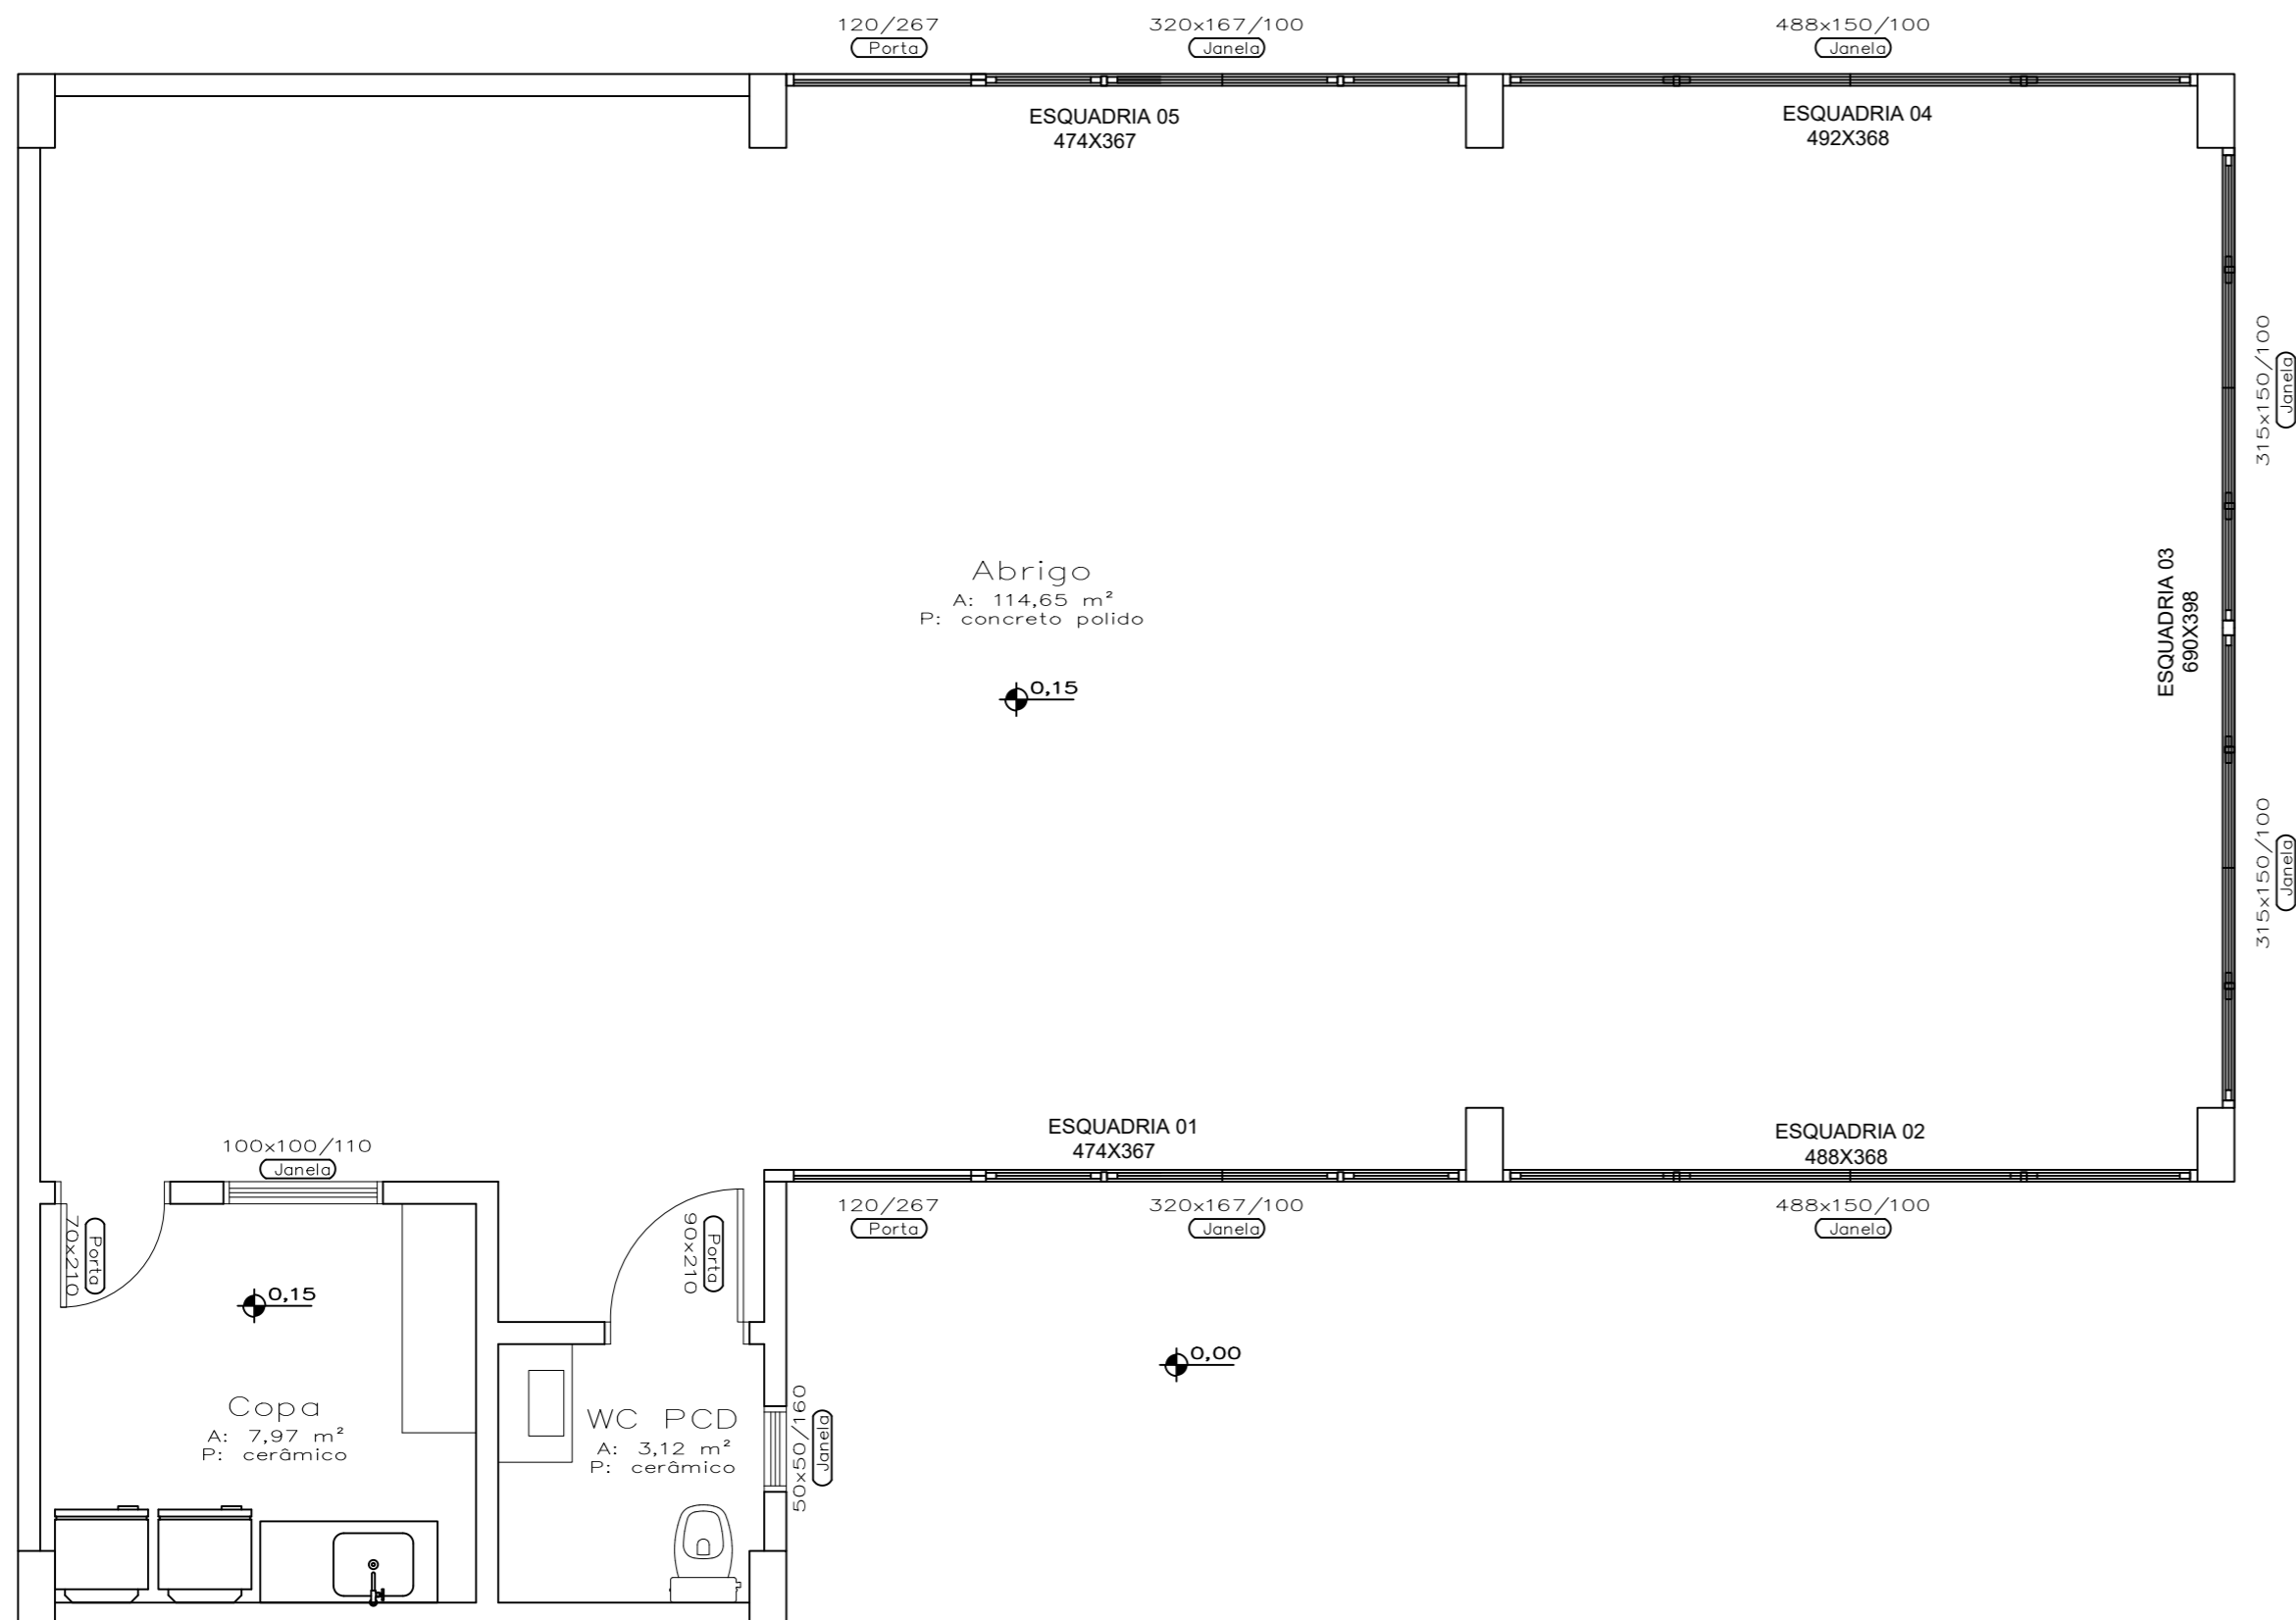 120/267
Porta
320x167/100
Janela
488x150/100
Janela
ESQUADRIA 05
474X367
ESQUADRIA 04
492X368
315x150/100
Janela
Abrigo
A: 114,65 m²
P: concreto polido
0,15
ESQUADRIA 03
690X398
315x150/100
Janela
ESQUADRIA 01
474X367
ESQUADRIA 02
488X368
100x100/110
Janela
120/267
Porta
320x167/100
Janela
488x150/100
Janela
70x210
Porta
90x210
Porta
0,15
0,00
Copa
A: 7,97 m²
P: cerâmico
WC PCD
A: 3,12 m²
P: cerâmico
50x50/160
Janela